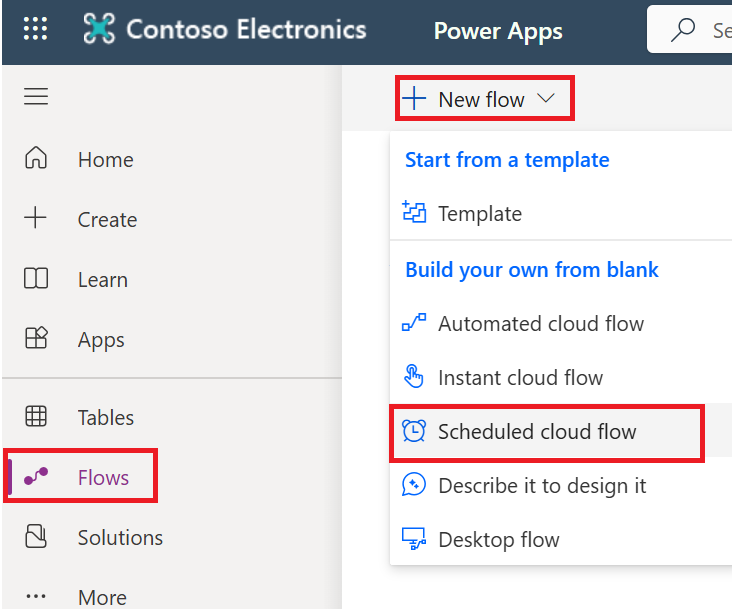 Contoso Electronics
Power Apps
Se
Home
Create
Learn
Apps
Tables
Flows
Solutions
More
New flow
Start from a template
Template
Build your own from blank
Automated cloud flow
Instant cloud flow
Scheduled cloud flow
Describe it to design it
Desktop flow